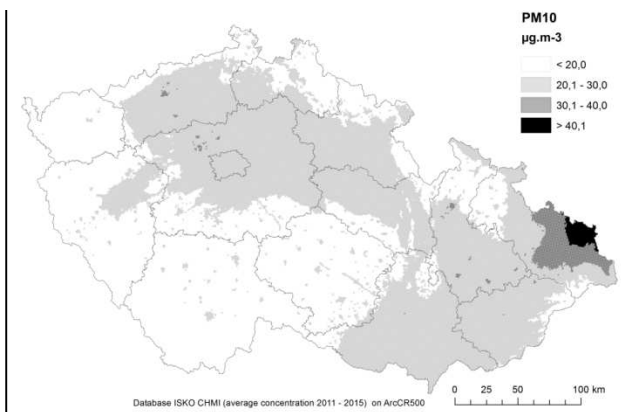 PM10
µg.m-3
< 20,0
20,1 - 30,0
30,1 - 40,0
> 40,1
Database ISKO CHMI (average concentration 2011 - 2015) on ArcCR500
0 25 50 100 km